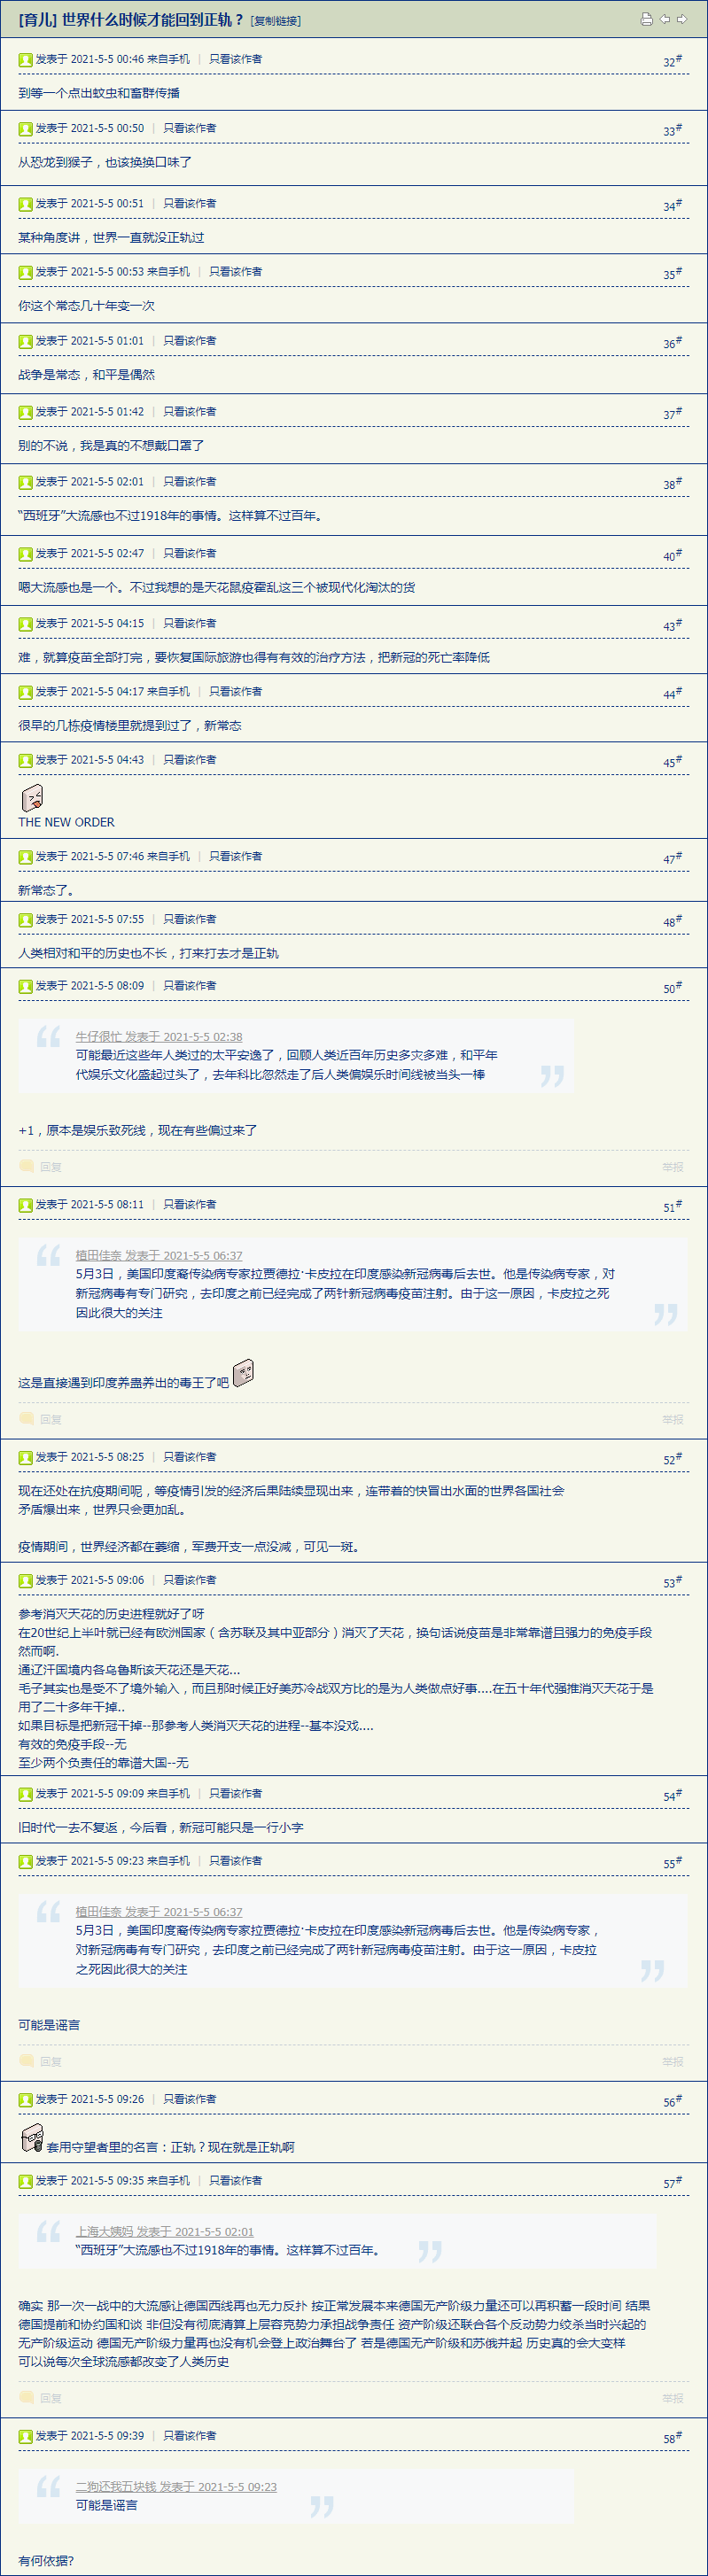 [育儿] 世界什么时候才能回到正轨？ [复制链接]
发表于 2021-5-5 00:46 来自手机 | 只看该作者 32#
到等一个点出蚊虫和畜群传播
发表于 2021-5-5 00:50 | 只看该作者 33#
从恐龙到猴子，也该换换口味了
发表于 2021-5-5 00:51 | 只看该作者 34#
某种角度讲，世界一直就没正轨过
发表于 2021-5-5 00:53 来自手机 | 只看该作者 35#
你这个常态几十年变一次
发表于 2021-5-5 01:01 | 只看该作者 36#
战争是常态，和平是偶然
发表于 2021-5-5 01:42 | 只看该作者 37#
别的不说，我是真的不想戴口罩了
发表于 2021-5-5 02:01 | 只看该作者 38#
“西班牙”大流感也不过1918年的事情。这样算不过百年。
发表于 2021-5-5 02:47 | 只看该作者 40#
嗯大流感也是一个。不过我想的是天花鼠疫霍乱这三个被现代化淘汰的货
发表于 2021-5-5 04:15 | 只看该作者 43#
难，就算疫苗全部打完，要恢复国际旅游也得有有效的治疗方法，把新冠的死亡率降低
发表于 2021-5-5 04:17 来自手机 | 只看该作者 44#
很早的几栋疫情楼里就提到过了，新常态
发表于 2021-5-5 04:43 | 只看该作者 45#
THE NEW ORDER
发表于 2021-5-5 07:46 来自手机 | 只看该作者 47#
新常态了。
发表于 2021-5-5 07:55 | 只看该作者 48#
人类相对和平的历史也不长，打来打去才是正轨
发表于 2021-5-5 08:09 | 只看该作者 50#
牛仔很忙 发表于 2021-5-5 02:38
可能最近这些年人类过的太平安逸了，回顾人类近百年历史多灾多难，和平年
代娱乐文化盛起过头了，去年科比忽然走了后人类偏娱乐时间线被当头一棒
+1，原本是娱乐致死线，现在有些偏过来了
回复 举报
发表于 2021-5-5 08:11 | 只看该作者 51#
植田佳奈 发表于 2021-5-5 06:37
5月3日，美国印度裔传染病专家拉贾德拉·卡皮拉在印度感染新冠病毒后去世。他是传染病专家，对
新冠病毒有专门研究，去印度之前已经完成了两针新冠病毒疫苗注射。由于这一原因，卡皮拉之死
因此很大的关注
这是直接遇到印度养蛊养出的毒王了吧
回复 举报
发表于 2021-5-5 08:25 | 只看该作者 52#
现在还处在抗疫期间呢，等疫情引发的经济后果陆续显现出来，连带着的快冒出水面的世界各国社会
矛盾爆出来，世界只会更加乱。
疫情期间，世界经济都在萎缩，军费开支一点没减，可见一斑。
发表于 2021-5-5 09:06 | 只看该作者 53#
参考消灭天花的历史进程就好了呀
在20世纪上半叶就已经有欧洲国家（含苏联及其中亚部分）消灭了天花，换句话说疫苗是非常靠谱且强力的免疫手段
然而啊.
通辽汗国境内各乌鲁斯该天花还是天花...
毛子其实也是受不了境外输入，而且那时候正好美苏冷战双方比的是为人类做点好事....在五十年代强推消灭天花于是
用了二十多年干掉..
如果目标是把新冠干掉--那参考人类消灭天花的进程--基本没戏....
有效的免疫手段--无
至少两个负责任的靠谱大国--无
发表于 2021-5-5 09:09 来自手机 | 只看该作者 54#
旧时代一去不复返，今后看，新冠可能只是一行小字
发表于 2021-5-5 09:23 来自手机 | 只看该作者 55#
植田佳奈 发表于 2021-5-5 06:37
5月3日，美国印度裔传染病专家拉贾德拉·卡皮拉在印度感染新冠病毒后去世。他是传染病专家，
对新冠病毒有专门研究，去印度之前已经完成了两针新冠病毒疫苗注射。由于这一原因，卡皮拉
之死因此很大的关注
可能是谣言
回复 举报
发表于 2021-5-5 09:26 | 只看该作者 56#
套用守望者里的名言：正轨？现在就是正轨啊
发表于 2021-5-5 09:35 来自手机 | 只看该作者 57#
上海大姨妈 发表于 2021-5-5 02:01
“西班牙”大流感也不过1918年的事情。这样算不过百年。
确实 那一次一战中的大流感让德国西线再也无力反扑 按正常发展本来德国无产阶级力量还可以再积蓄一段时间 结果
德国提前和协约国和谈 非但没有彻底清算上层容克势力承担战争责任 资产阶级还联合各个反动势力绞杀当时兴起的
无产阶级运动 德国无产阶级力量再也没有机会登上政治舞台了 若是德国无产阶级和苏俄并起 历史真的会大变样
可以说每次全球流感都改变了人类历史
回复 举报
发表于 2021-5-5 09:39 | 只看该作者 58#
二狗还我五块钱 发表于 2021-5-5 09:23
可能是谣言
有何依据?